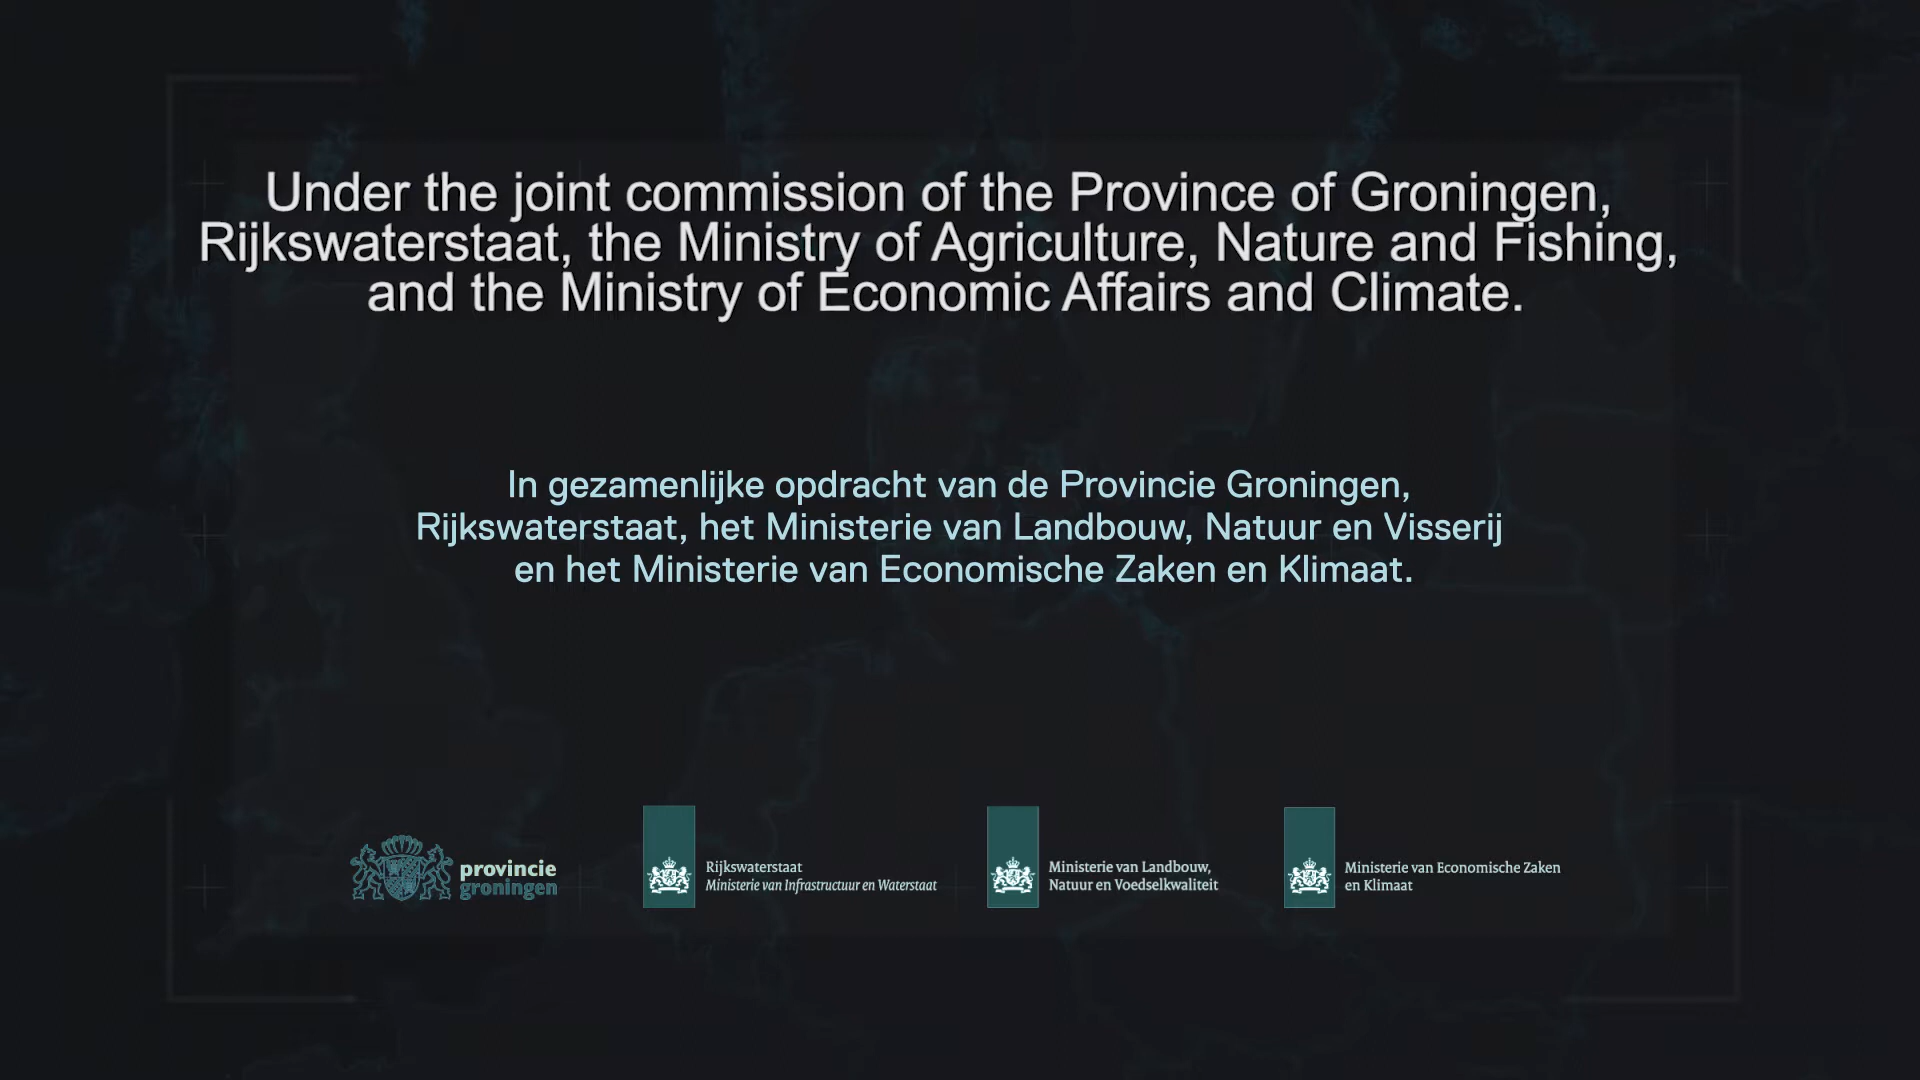 Under the joint commission of the Province of Groningen,
Rijkswaterstaat, the Ministry of Agriculture, Nature and Fishing,
and the Ministry of Economic Affairs and Climate.
In gezamenlijke opdracht van de Provincie Groningen,
Rijkswaterstaat, het Ministerie van Landbouw, Natuur en Visserij
en het Ministerie van Economische Zaken en Klimaat.
provincie
groningen
Rijkswaterstaat
Ministerie van Infrastructuur en Waterstaat
Ministerie van Landbouw,
Natuur en Voedselkwaliteit
Ministerie van Economische Zaken
en Klimaat